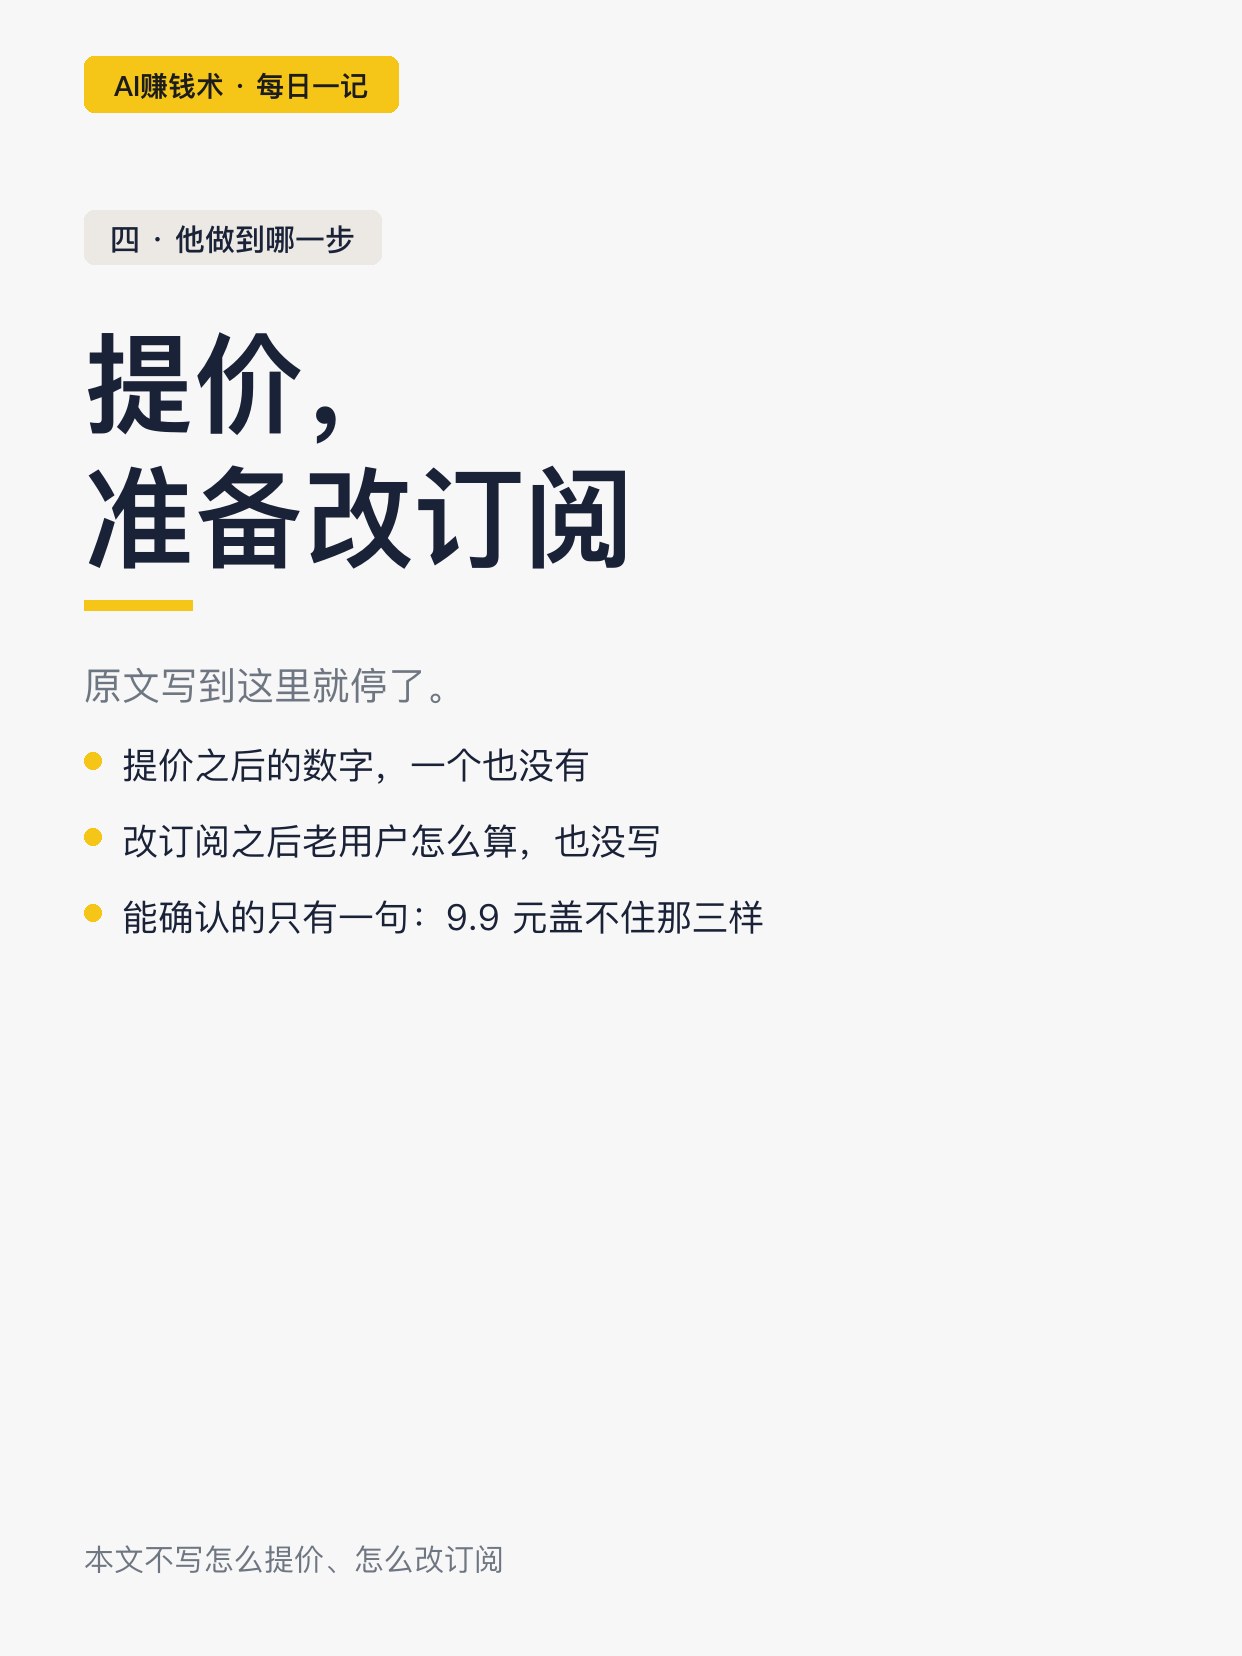 AI赚钱术 · 每日一记
四 · 他做到哪一步
提价，
准备改订阅
原文写到这里就停了。
提价之后的数字，一个也没有
改订阅之后老用户怎么算，也没写
能确认的只有一句：9.9 元盖不住那三样
本文不写怎么提价、怎么改订阅